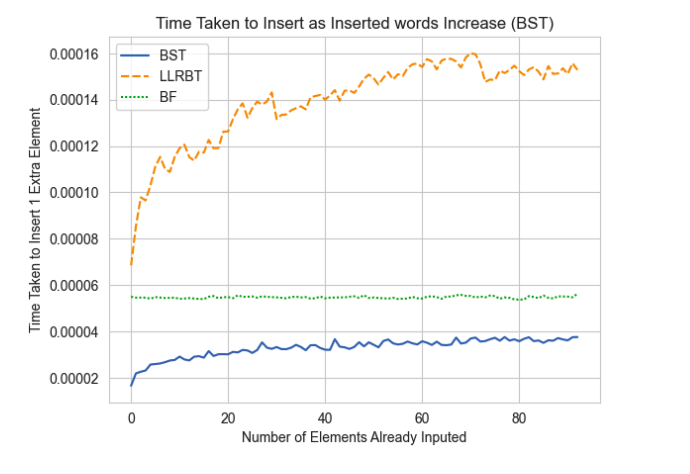 Time Taken to Insert as Inserted words Increase (BST)
BST
LLRBT
BF
Time Taken to Insert 1 Extra Element
0.00016
0.00014
0.00012
0.00010
0.00008
0.00006
0.00004
0.00002
0 20 40 60 80
Number of Elements Already Inputed